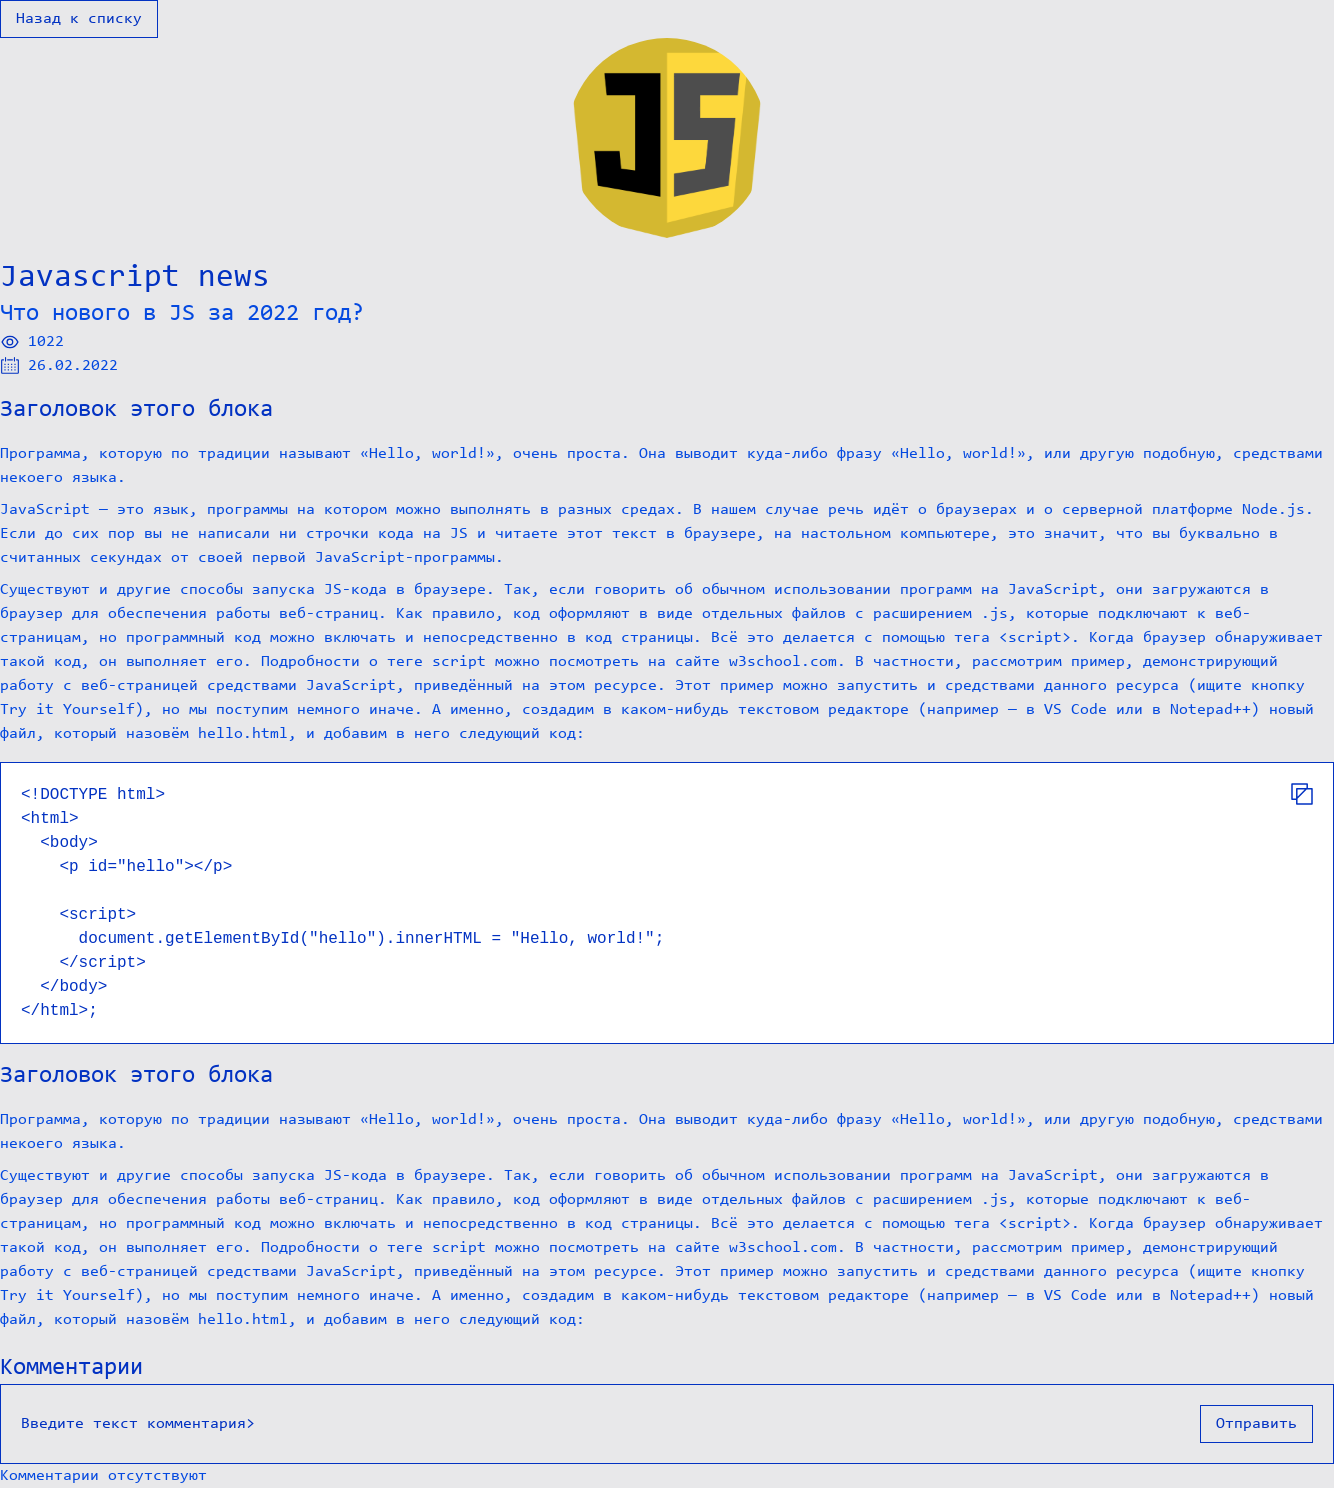 Назад к списку
JS
Javascript news
Что нового в JS за 2022 год?
1022
26.02.2022
Заголовок этого блока
Программа, которую по традиции называют «Hello, world!», очень проста. Она выводит куда-либо фразу «Hello, world!», или другую подобную, средствами
некоего языка.
JavaScript — это язык, программы на котором можно выполнять в разных средах. В нашем случае речь идёт о браузерах и о серверной платформе Node.js.
Если до сих пор вы не написали ни строчки кода на JS и читаете этот текст в браузере, на настольном компьютере, это значит, что вы буквально в
считанных секундах от своей первой JavaScript-программы.
Существуют и другие способы запуска JS-кода в браузере. Так, если говорить об обычном использовании программ на JavaScript, они загружаются в
браузер для обеспечения работы веб-страниц. Как правило, код оформляют в виде отдельных файлов с расширением .js, которые подключают к веб-
страницам, но программный код можно включать и непосредственно в код страницы. Всё это делается с помощью тега <script>. Когда браузер обнаруживает
такой код, он выполняет его. Подробности о теге script можно посмотреть на сайте w3school.com. В частности, рассмотрим пример, демонстрирующий
работу с веб-страницей средствами JavaScript, приведённый на этом ресурсе. Этот пример можно запустить и средствами данного ресурса (ищите кнопку
Try it Yourself), но мы поступим немного иначе. А именно, создадим в каком-нибудь текстовом редакторе (например — в VS Code или в Notepad++) новый
файл, который назовём hello.html, и добавим в него следующий код:
<!DOCTYPE html>
<html>
  <body>
    <p id="hello"></p>
    <script>
      document.getElementById("hello").innerHTML = "Hello, world!";
    </script>
  </body>
</html>;
Заголовок этого блока
Программа, которую по традиции называют «Hello, world!», очень проста. Она выводит куда-либо фразу «Hello, world!», или другую подобную, средствами
некоего языка.
Существуют и другие способы запуска JS-кода в браузере. Так, если говорить об обычном использовании программ на JavaScript, они загружаются в
браузер для обеспечения работы веб-страниц. Как правило, код оформляют в виде отдельных файлов с расширением .js, которые подключают к веб-
страницам, но программный код можно включать и непосредственно в код страницы. Всё это делается с помощью тега <script>. Когда браузер обнаруживает
такой код, он выполняет его. Подробности о теге script можно посмотреть на сайте w3school.com. В частности, рассмотрим пример, демонстрирующий
работу с веб-страницей средствами JavaScript, приведённый на этом ресурсе. Этот пример можно запустить и средствами данного ресурса (ищите кнопку
Try it Yourself), но мы поступим немного иначе. А именно, создадим в каком-нибудь текстовом редакторе (например — в VS Code или в Notepad++) новый
файл, который назовём hello.html, и добавим в него следующий код:
Комментарии
Введите текст комментария>
Отправить
Комментарии отсутствуют